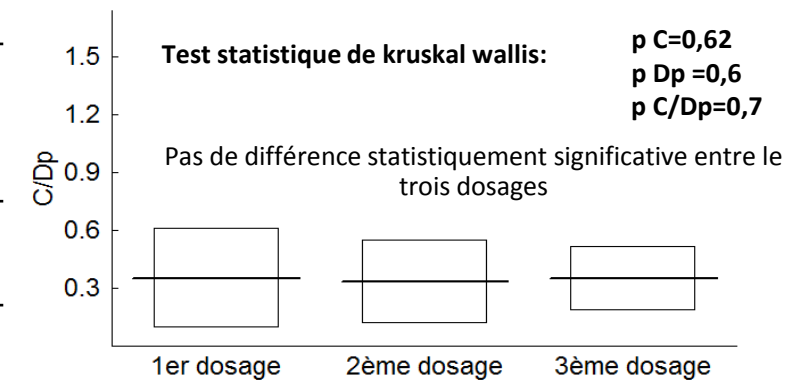 Test statistique de kruskal wallis:
p C=0,62
p Dp =0,6
p C/Dp=0,7
Pas de différence statistiquement significative entre le
trois dosages
C/Dp
1.5
1.2
0.9
0.6
0.3
1er dosage 2ème dosage 3ème dosage